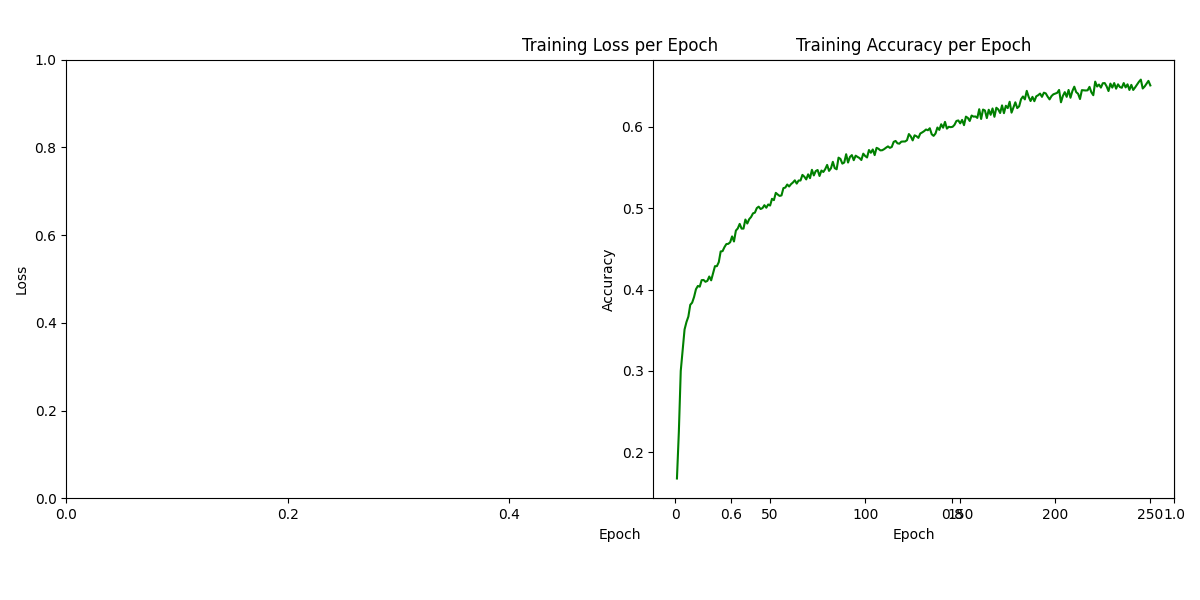 Training Loss per Epoch
Training Accuracy per Epoch
1.0
0.8
0.6
0.4
0.2
0.0
Loss
0.6
0.5
0.4
0.3
0.2
Accuracy
0.0 0.2 0.4 0.6 0.8 1.0
0 50 100 150 200 250
Epoch
Epoch